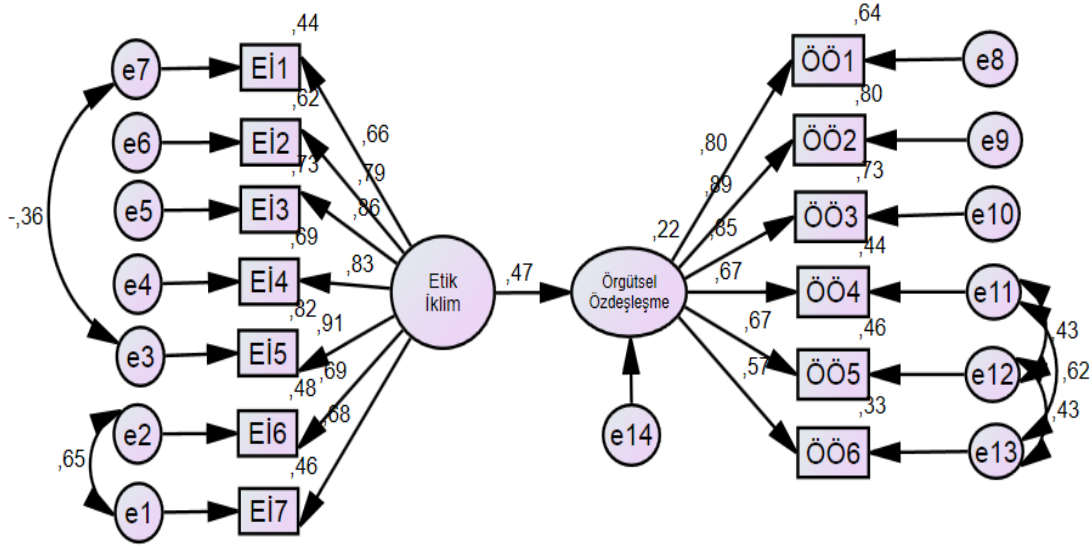 ,44
,64
e7
Eİ1
ÖÖ1
e8
,62
,80
,66
,80
e6
Eİ2
ÖÖ2
e9
,73
,79
,89
,73
-,36
e5
Eİ3
,86
,22
,85
ÖÖ3
e10
,69
,44
e4
Eİ4
,83
Etik
İklim
,47
Örgütsel
Özdeşleşme
,67
ÖÖ4
e11
,82
,91
,67
,46
,43
e3
Eİ5
,69
,57
ÖÖ5
e12
,62
,48
,68
,33
,43
e2
Eİ6
e14
ÖÖ6
e13
,65
,46
e1
Eİ7